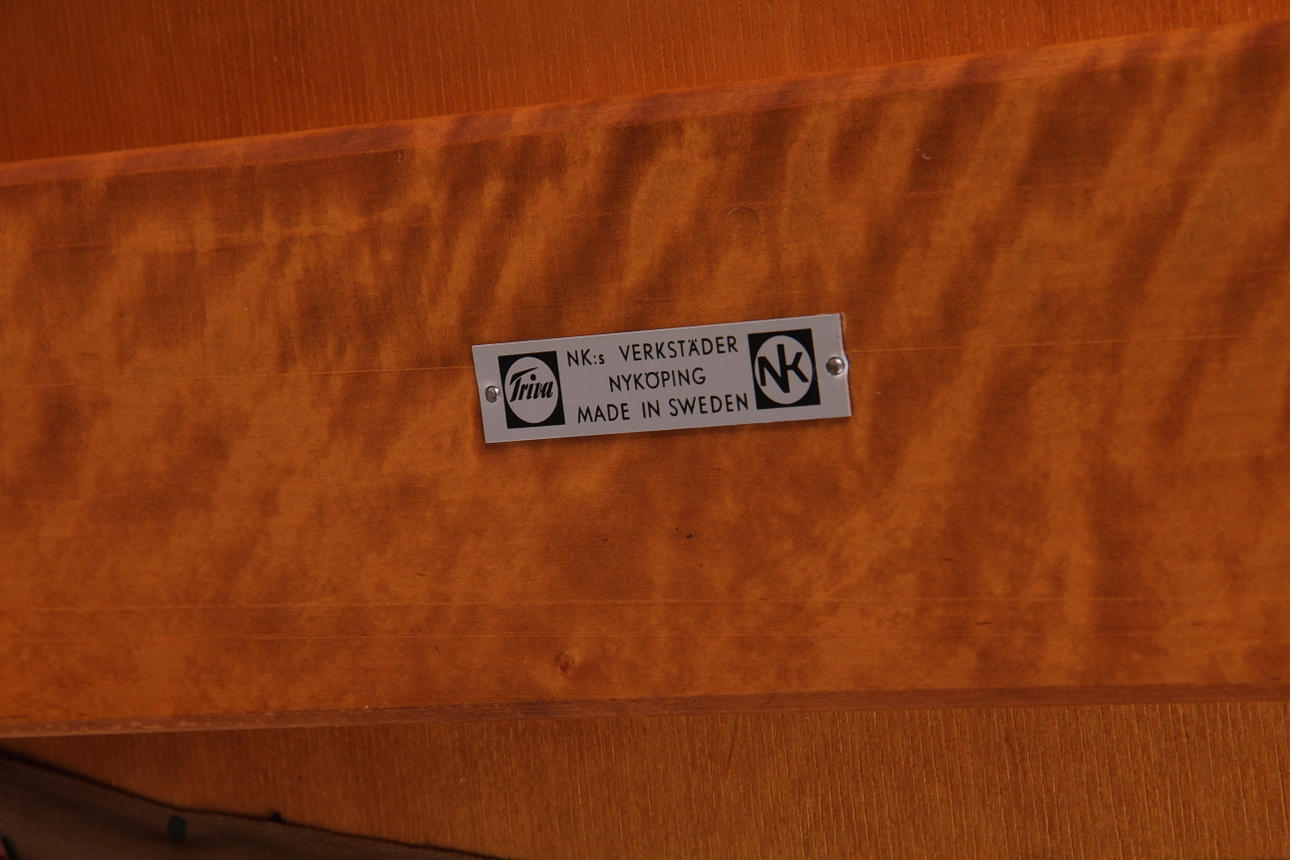 Triva
NK:s VERKSTÄDER
NYKÖPING
MADE IN SWEDEN
NK